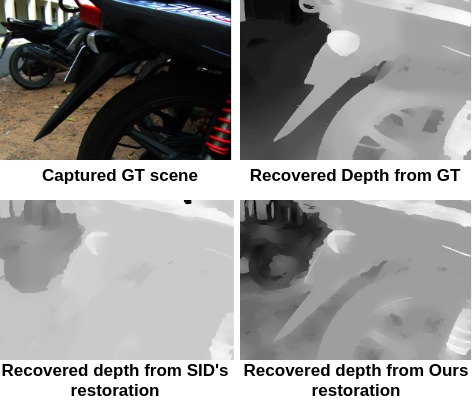 Captured GT scene
Recovered Depth from GT
Recovered depth from SID's
restoration
Recovered depth from Ours
restoration